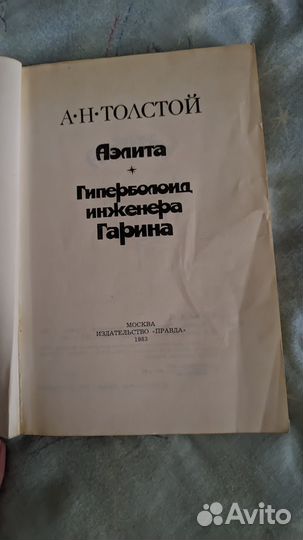 А·Н·ТОЛСТОЙ
Аэлита
Гиперболоид
инженера
Гарина
МОСКВА
ИЗДАТЕЛЬСТВО «ПРАВДА»
1983
Avito